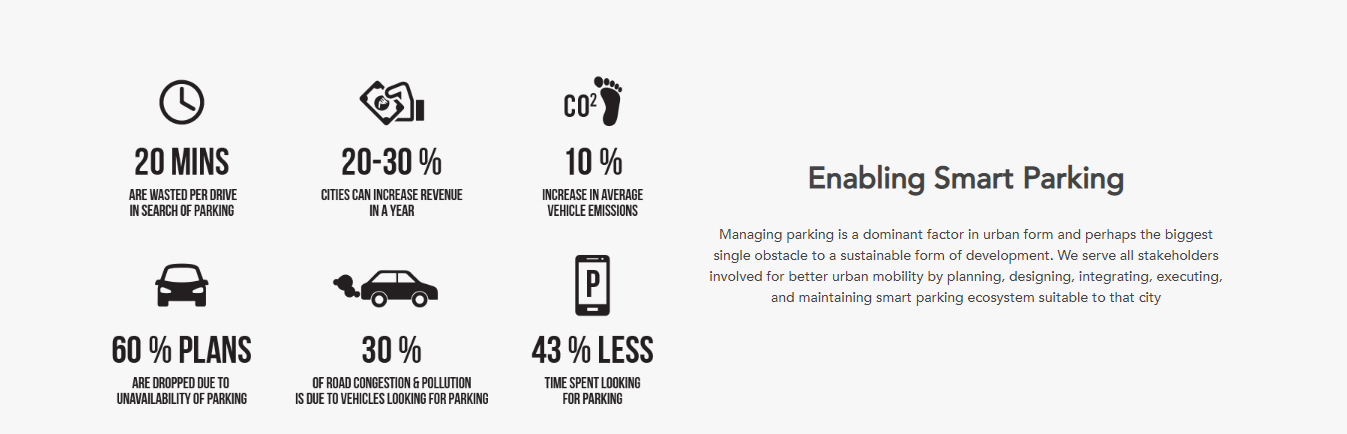 CO²
20 MINS
ARE WASTED PER DRIVE
IN SEARCH OF PARKING
20-30 %
CITIES CAN INCREASE REVENUE
IN A YEAR
10 %
INCREASE IN AVERAGE
VEHICLE EMISSIONS
60 % PLANS
ARE DROPPED DUE TO
UNAVAILABILITY OF PARKING
30 %
OF ROAD CONGESTION & POLLUTION
IS DUE TO VEHICLES LOOKING FOR PARKING
P
43 % LESS
TIME SPENT LOOKING
FOR PARKING
Enabling Smart Parking
Managing parking is a dominant factor in urban form and perhaps the biggest
single obstacle to a sustainable form of development. We serve all stakeholders
involved for better urban mobility by planning, designing, integrating, executing,
and maintaining smart parking ecosystem suitable to that city